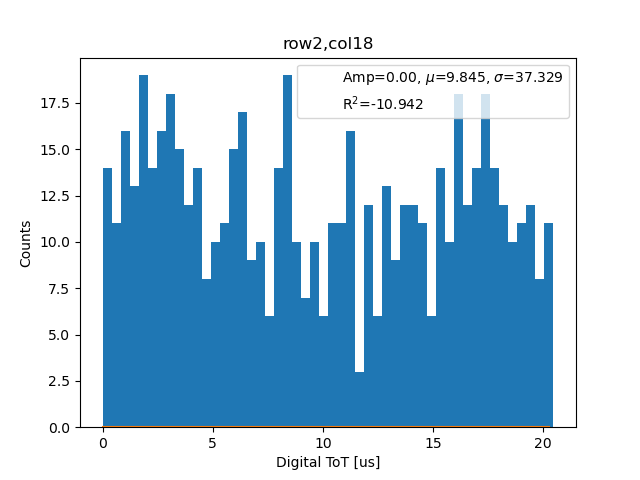 row2,col18
Amp=0.00, μ=9.845, σ=37.329
R²=-10.942
17.5
15.0
12.5
10.0
7.5
5.0
2.5
0.0
Counts
0 5 10 15 20
Digital ToT [us]